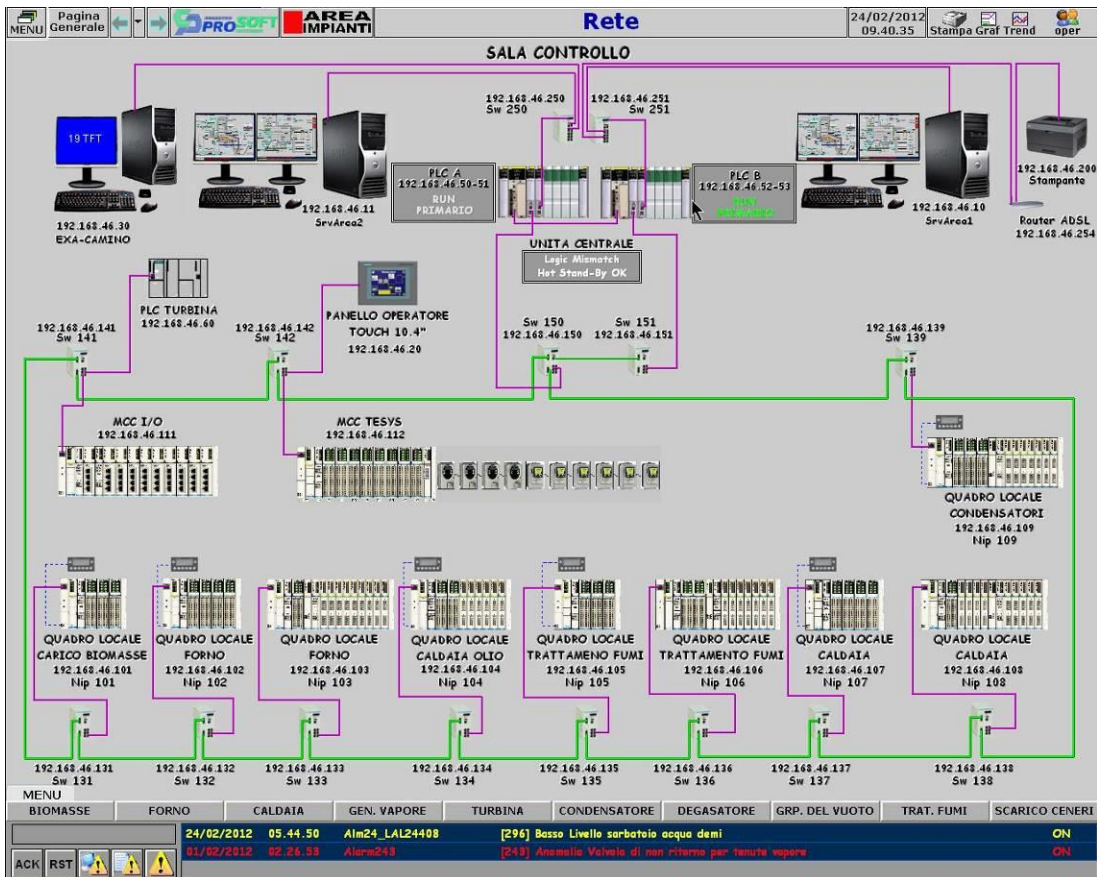 MENU
Pagina
Generale
PROSOFT
AREA
IMPIANTI
Rete
24/02/2012
09.40.35
Stampa Graf Trend
oper
SALA CONTROLLO
192.168.46.250
Sw 250
192.168.46.251
Sw 251
19 TFT
192.168.46.30
EXA-CAMINO
192.168.46.11
SrvArea2
PLC A
192.168.46.50-51
RUN
PRIMARIO
PLC B
192.168.46.52-53
RUN
PRIMARIO
192.168.46.10
SrvArea1
192.168.46.200
Stampante
Router ADSL
192.168.46.254
UNITA CENTRALE
Logic Mismatch
Hot Stand-By OK
PLC TURBINA
192.168.46.60
PANELLO OPERATORE
TOUCH 10.4"
192.168.46.20
192.168.46.141
Sw 141
192.168.46.142
Sw 142
Sw 150
192.168.46.150
Sw 151
192.168.46.151
192.168.46.139
Sw 139
MCC I/O
192.168.46.111
MCC TESYS
192.168.46.112
QUADRO LOCALE
CONDENSATORI
192.168.46.109
Nip 109
QUADRO LOCALE
CARICO BIOMASSE
192.168.46.101
Nip 101
QUADRO LOCALE
FORNO
192.168.46.102
Nip 102
QUADRO LOCALE
FORNO
192.168.46.103
Nip 103
QUADRO LOCALE
CALDAIA OLIO
192.168.46.104
Nip 104
QUADRO LOCALE
TRATTAMENO FUMI
192.168.46.105
Nip 105
QUADRO LOCALE
TRATTAMENTO FUMI
192.168.46.106
Nip 106
QUADRO LOCALE
CALDAIA
192.168.46.107
Nip 107
QUADRO LOCALE
CALDAIA
192.168.46.108
Nip 108
192.168.46.131
Sw 131
192.168.46.132
Sw 132
192.168.46.133
Sw 133
192.168.46.134
Sw 134
192.168.46.135
Sw 135
192.168.46.136
Sw 136
192.168.46.137
Sw 137
192.168.46.138
Sw 138
MENU
BIOMASSE FORNO CALDAIA GEN. VAPORE TURBINA CONDENSATORE DEGASATORE GRP. DEL VUOTO TRAT. FUMI SCARICO CENERI
24/02/2012 05.44.50 Alm24_LAL24408 [296] Basso Livello sarbatoio acqua demi ON
01/02/2012 02.26.53 Alarm243 [243] Anomalia Valvola di non ritorno per tenute vapore ON
ACK RST